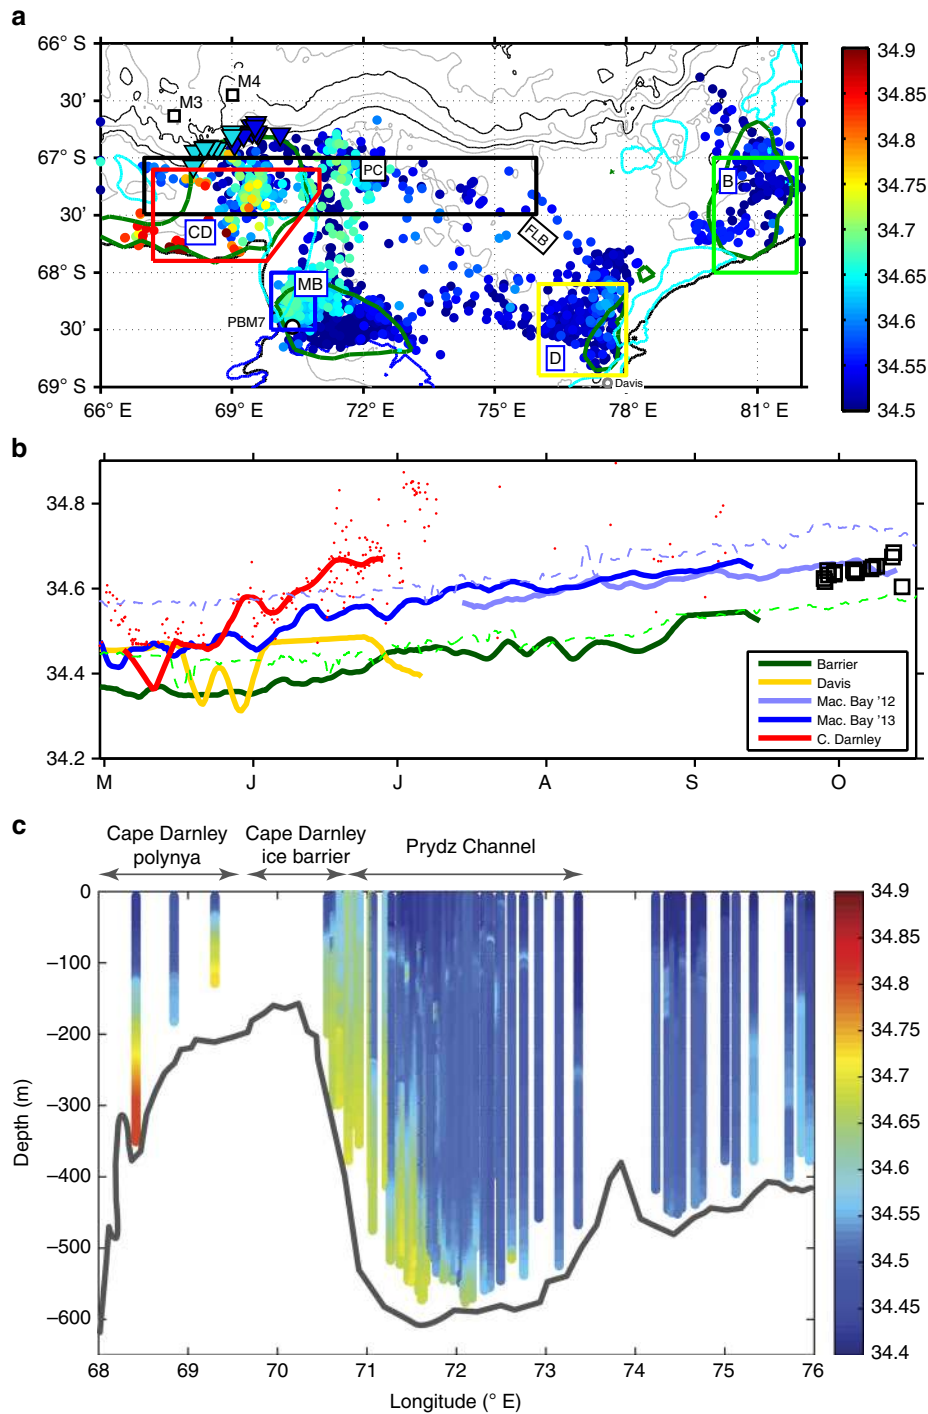 a
66° S
30'
67° S
30'
68° S
30'
69° S
66° E
69° E
72° E
75° E
78° E
81° E
M3
M4
PC
B
CD
FLB
MB
PBM7
D
*
Davis
34.9
34.85
34.8
34.75
34.7
34.65
34.6
34.55
34.5
b
34.8
34.6
34.4
34.2
M
J
J
A
S
O
Barrier
Davis
Mac. Bay '12
Mac. Bay '13
C. Darnley
c
Cape Darnley
polynya
Cape Darnley
ice barrier
Prydz Channel
0
−100
−200
−300
−400
−500
−600
Depth (m)
68
69
70
71
72
73
74
75
76
Longitude (° E)
34.9
34.85
34.8
34.75
34.7
34.65
34.6
34.55
34.5
34.45
34.4